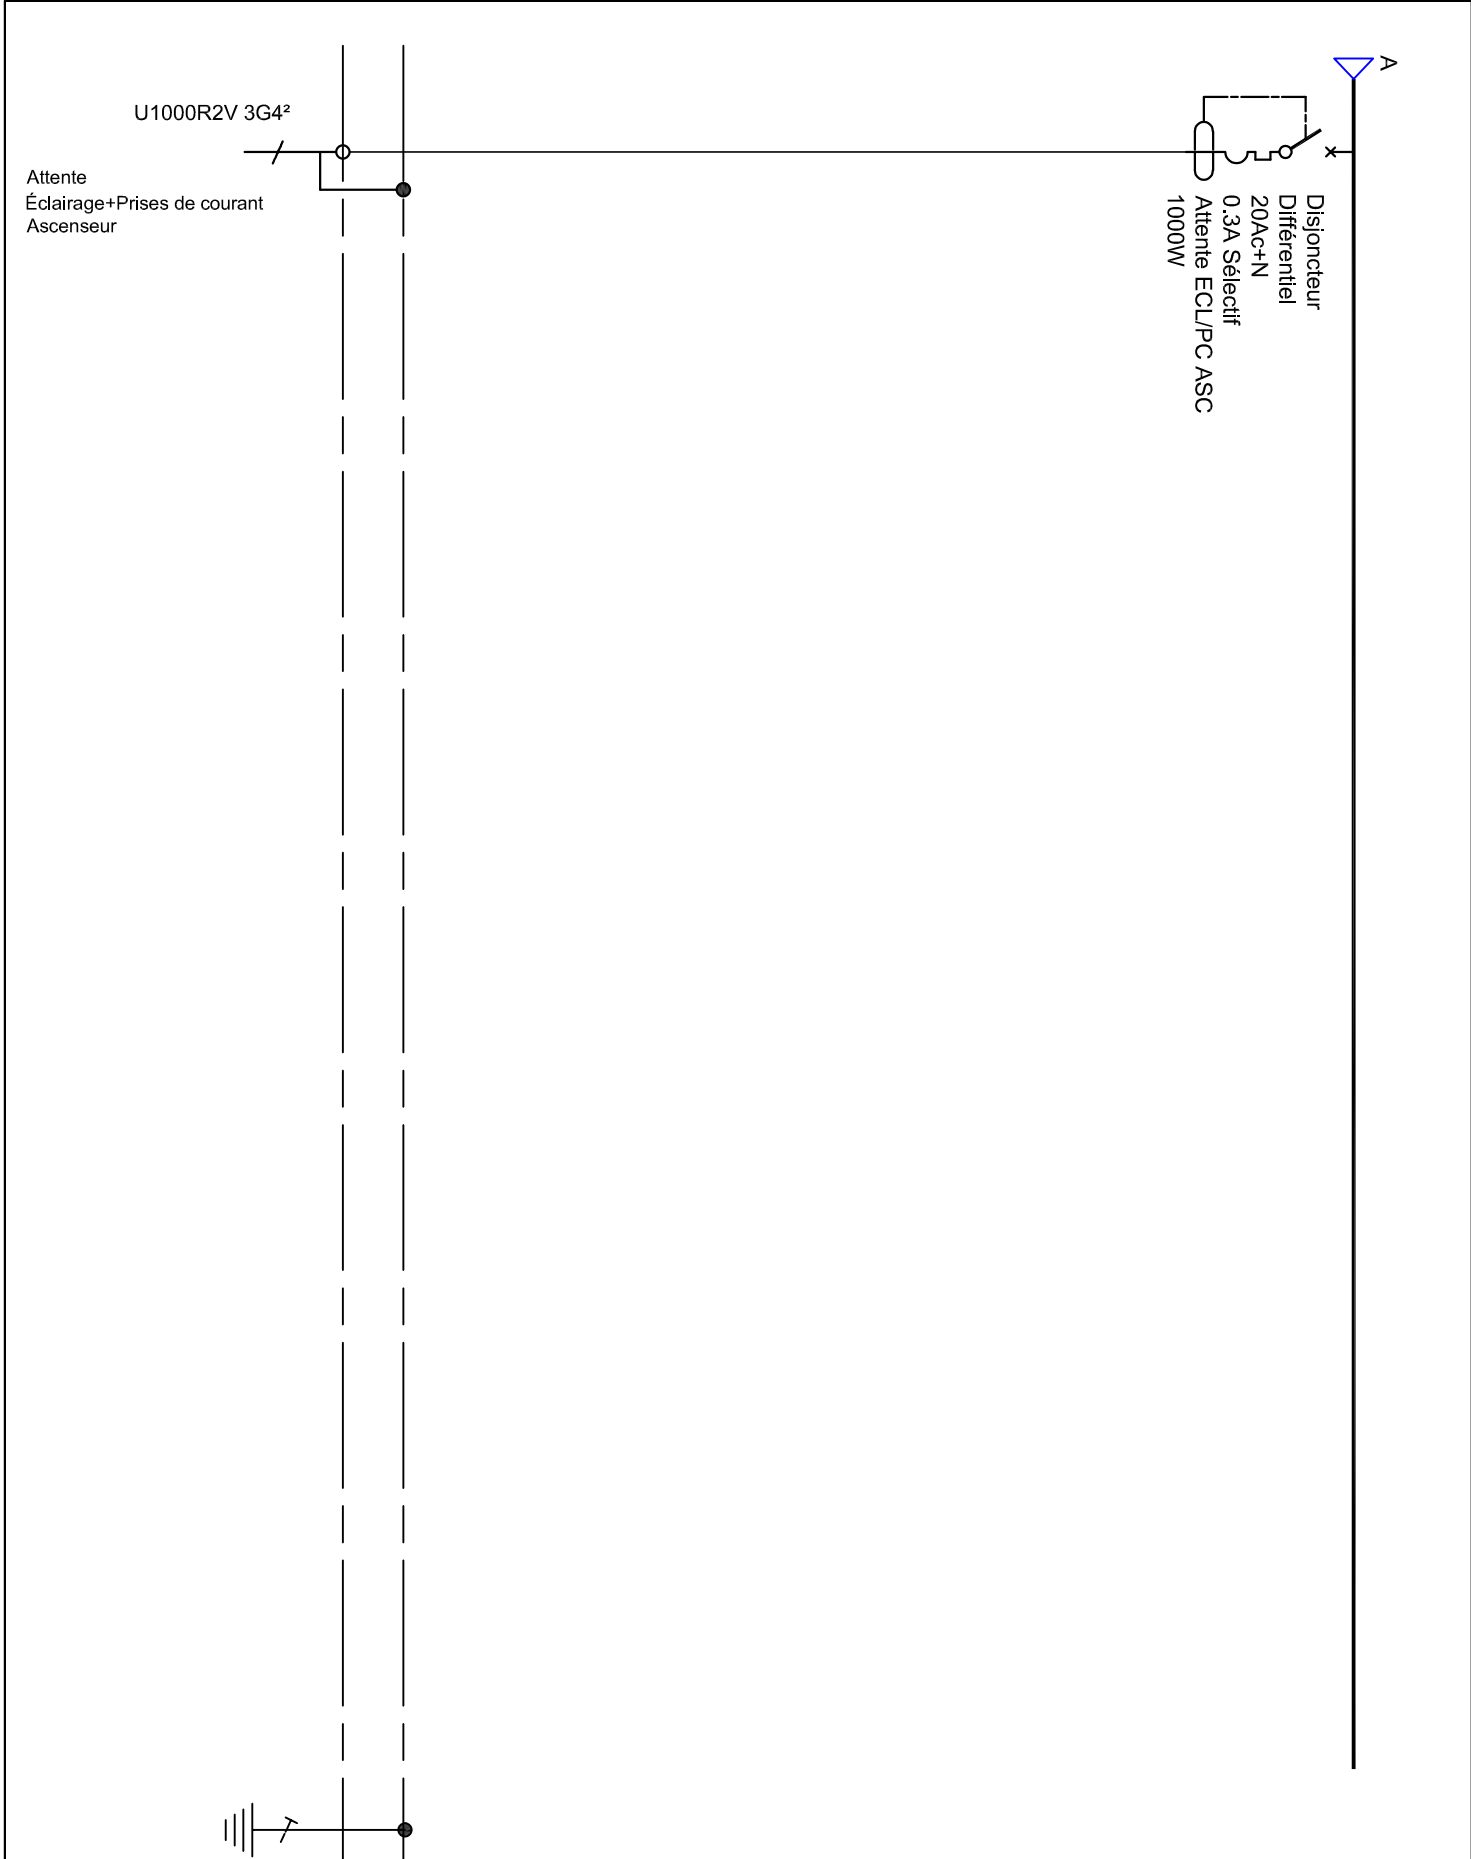 A
U1000R2V 3G4²
Attente
Éclairage+Prises de courant
Ascenseur
Disjoncteur
Différentiel
20Ac+N
0.3A Sélectif
Attente ECL/PC ASC
1000W